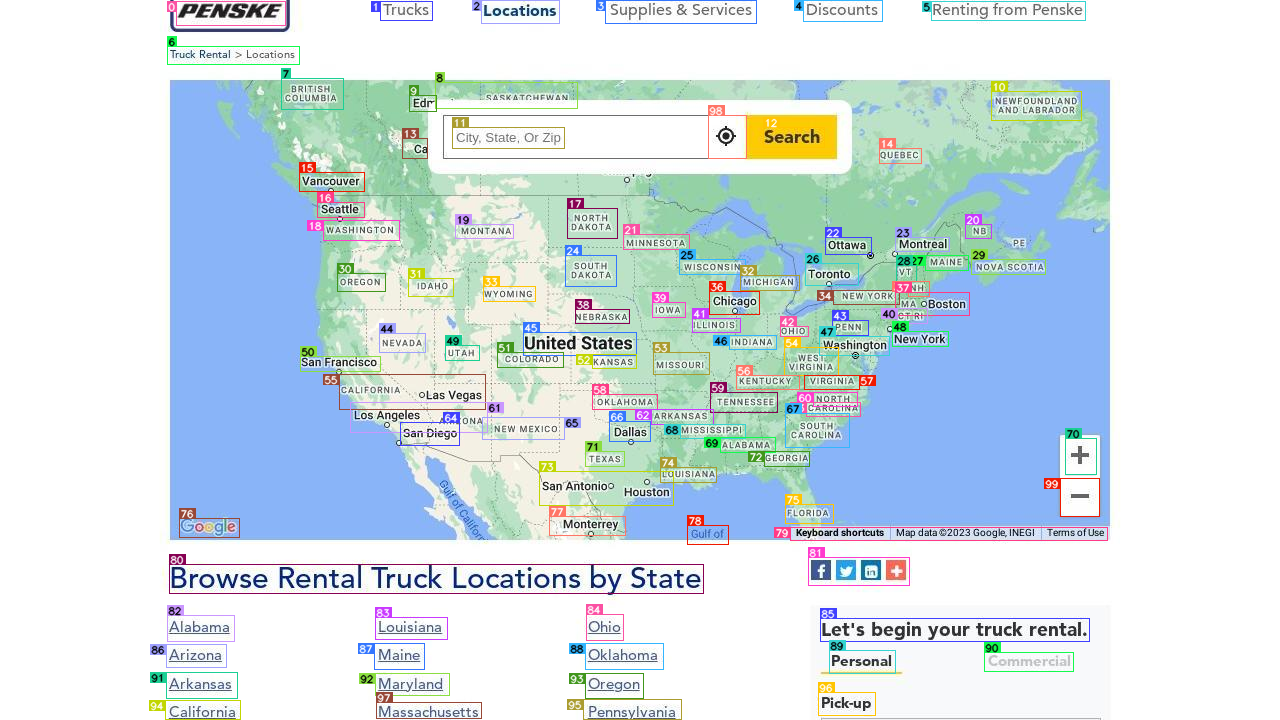 PENSKE
Trucks
Locations
Supplies & Services
Discounts
Renting from Penske
Truck Rental > Locations
BRITISH COLUMBIA
SASKATCHEWAN
NEWFOUNDLAND AND LABRADOR
City, State, Or Zip
Search
QUEBEC
Vancouver
Seattle
WASHINGTON
MONTANA
NORTH DAKOTA
MINNESOTA
Ottawa
Montreal
NB
PE
NOVA SCOTIA
MAINE
VT
NH
Toronto
WISCONSIN
MICHIGAN
SOUTH DAKOTA
OREGON
IDAHO
WYOMING
IOWA
Chicago
NEW YORK
MA
Boston
CT RI
NEBRASKA
ILLINOIS
OHIO
PENN
New York
NEVADA
UTAH
United States
COLORADO
KANSAS
INDIANA
Washington
WEST VIRGINIA
MISSOURI
San Francisco
CALIFORNIA
Las Vegas
KENTUCKY
VIRGINIA
OKLAHOMA
TENNESSEE
NORTH CAROLINA
Los Angeles
San Diego
NEW MEXICO
ARKANSAS
Dallas
MISSISSIPPI
SOUTH CAROLINA
ALABAMA
GEORGIA
TEXAS
LOUISIANA
San Antonio
Houston
FLORIDA
Monterrey
Gulf of
Gulf of Califor
Google
Keyboard shortcuts
Map data ©2023 Google, INEGI
Terms of Use
Browse Rental Truck Locations by State
Alabama
Louisiana
Ohio
Arizona
Maine
Oklahoma
Arkansas
Maryland
Oregon
California
Massachusetts
Pennsylvania
Let's begin your truck rental.
Personal
Commercial
Pick-up